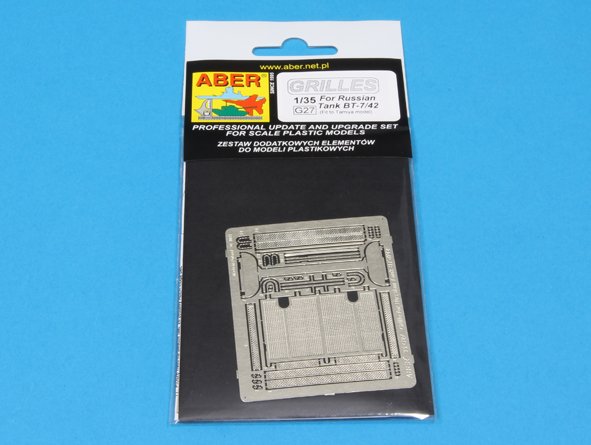 www.aber.net.pl
ABER®
SINCE 1995
GRILLES
1/35 For Russian
G27 Tank BT-7/42
(Fit to Tamiya model)
PROFESSIONAL UPDATE AND UPGRADE SET
FOR SCALE PLASTIC MODELS
ZESTAW DODATKOWYCH ELEMENTÓW
DO MODELI PLASTIKOWYCH